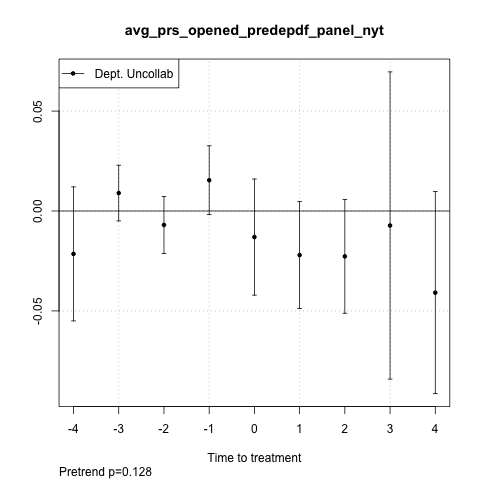 avg_prs_opened_predepdf_panel_nyt
Dept. Uncollab
0.05
0.00
-0.05
-4 -3 -2 -1 0 1 2 3 4
Time to treatment
Pretrend p=0.128